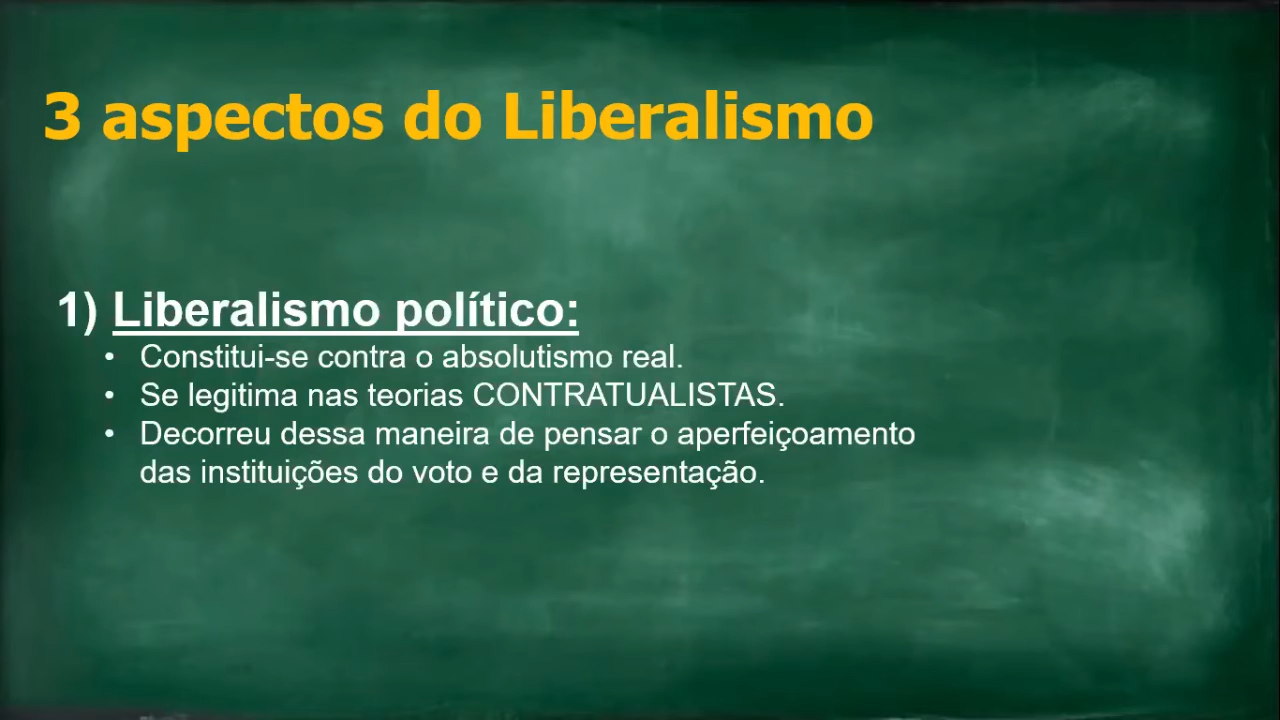 3 aspectos do Liberalismo
1) Liberalismo político:
• Constitui-se contra o absolutismo real.
• Se legitima nas teorias CONTRATUALISTAS.
• Decorreu dessa maneira de pensar o aperfeiçoamento
das instituições do voto e da representação.